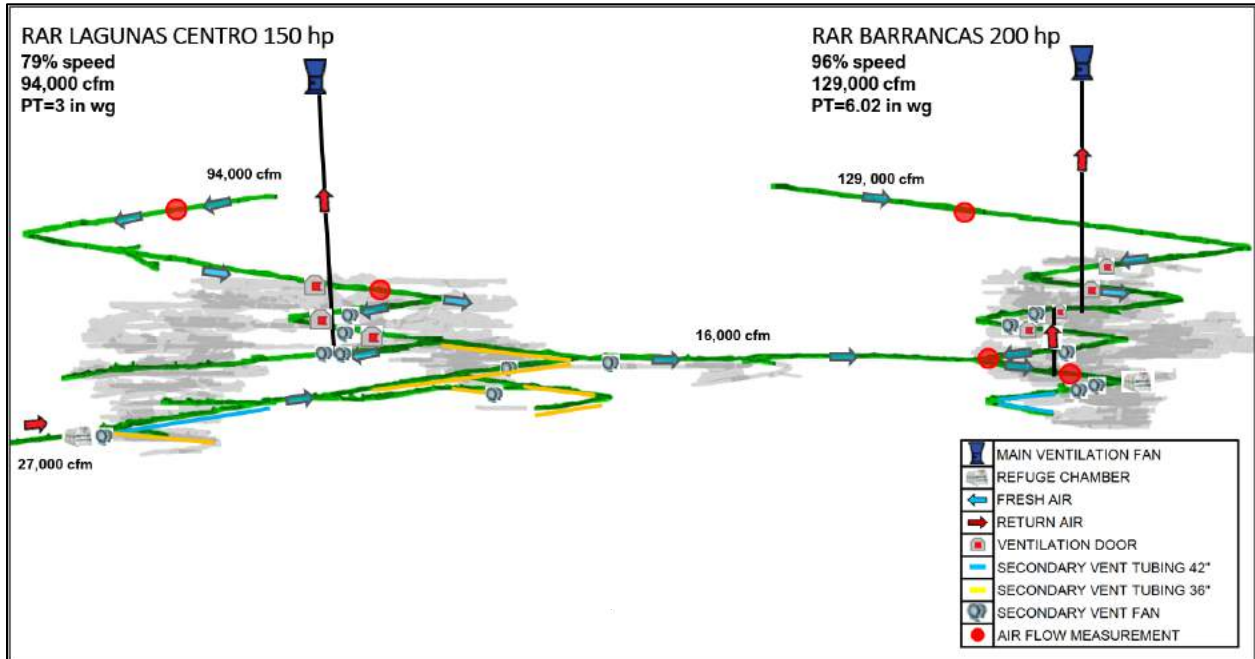 RAR LAGUNAS CENTRO 150 hp
79% speed
94,000 cfm
PT=3 in wg
RAR BARRANCAS 200 hp
96% speed
129,000 cfm
PT=6.02 in wg
94,000 cfm
129, 000 cfm
16,000 cfm
27,000 cfm
MAIN VENTILATION FAN
REFUGE CHAMBER
FRESH AIR
RETURN AIR
VENTILATION DOOR
SECONDARY VENT TUBING 42"
SECONDARY VENT TUBING 36"
SECONDARY VENT FAN
AIR FLOW MEASUREMENT